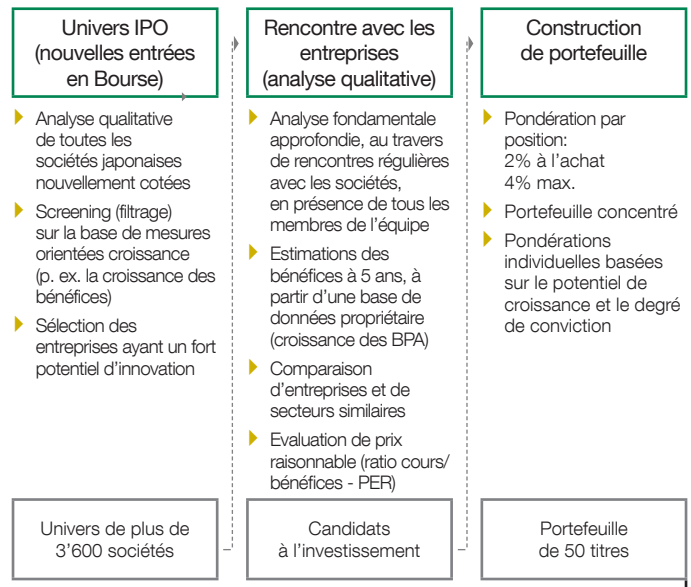 Univers IPO
(nouvelles entrées
en Bourse)
Analyse qualitative
de toutes les
sociétés japonaises
nouvellement cotées
Screening (filtrage)
sur la base de mesures
orientées croissance
(p. ex. la croissance des
bénéfices)
Sélection des
entreprises ayant un fort
potentiel d'innovation
Univers de plus de
3'600 sociétés
Rencontre avec les
entreprises
(analyse qualitative)
Analyse fondamentale
approfondie, au travers
de rencontres régulières
avec les sociétés,
en présence de tous les
membres de l'équipe
Estimations des
bénéfices à 5 ans, à
partir d'une base de
données propriétaire
(croissance des BPA)
Comparaison
d'entreprises et de
secteurs similaires
Evaluation de prix
raisonnable (ratio cours/
bénéfices - PER)
Candidats
à l'investissement
Construction
de portefeuille
Pondération par
position:
2% à l'achat
4% max.
Portefeuille concentré
Pondérations
individuelles basées
sur le potentiel de
croissance et le degré
de conviction
Portefeuille
de 50 titres